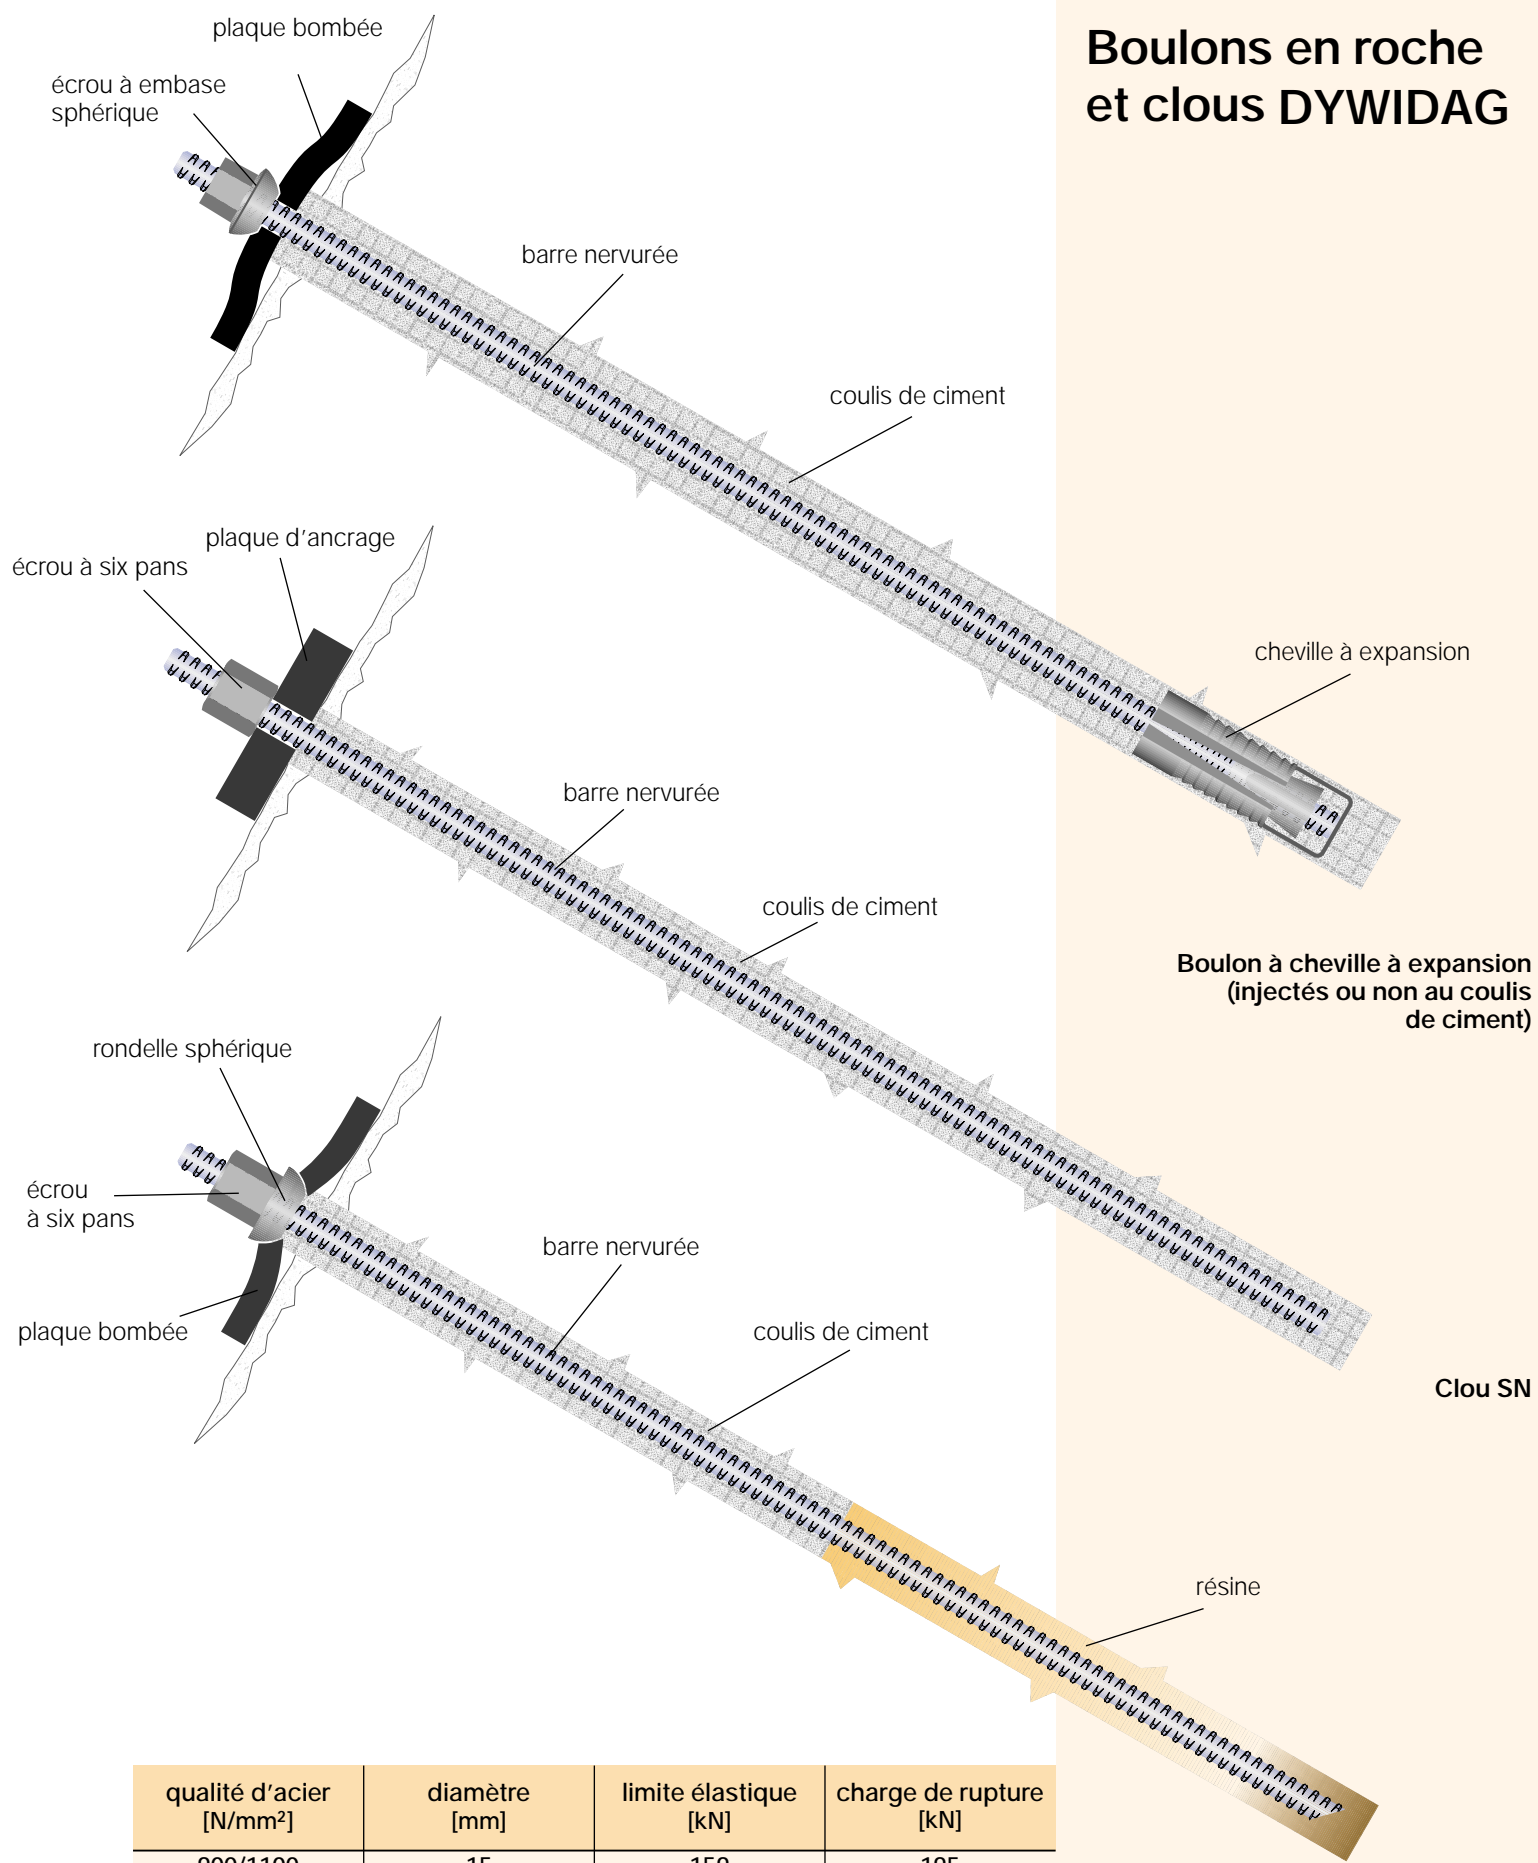 Boulons en roche
et clous DYWIDAG
plaque bombée
écrou à embase
sphérique
barre nervurée
coulis de ciment
cheville à expansion
Boulon à cheville à expansion
(injectés ou non au coulis
de ciment)
plaque d'ancrage
écrou à six pans
barre nervurée
coulis de ciment
Clou SN
rondelle sphérique
écrou
à six pans
plaque bombée
barre nervurée
coulis de ciment
résine
qualité d'acier diamètre limite élastique charge de rupture
[N/mm²] [mm] [kN] [kN]